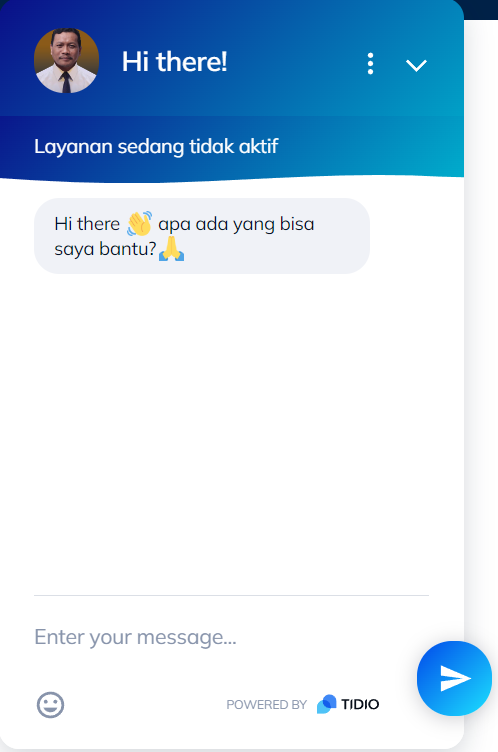 Hi there!
Layanan sedang tidak aktif
Hi there 👋 apa ada yang bisa
saya bantu?🙏
Enter your message...
POWERED BY TIDIO